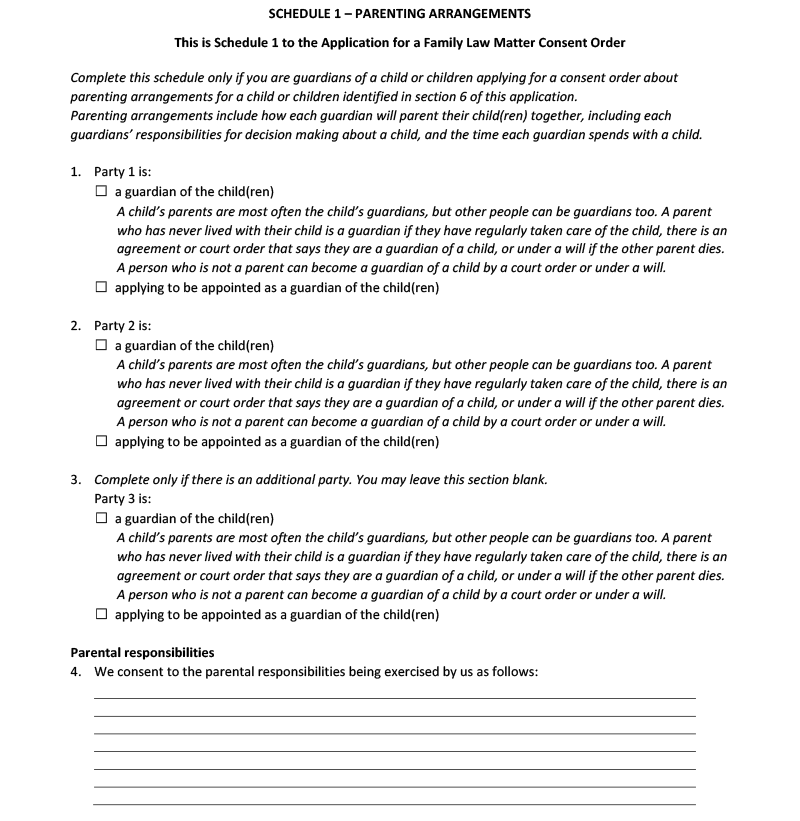 SCHEDULE 1 – PARENTING ARRANGEMENTS
This is Schedule 1 to the Application for a Family Law Matter Consent Order
Complete this schedule only if you are guardians of a child or children applying for a consent order about
parenting arrangements for a child or children identified in section 6 of this application.
Parenting arrangements include how each guardian will parent their child(ren) together, including each
guardians’ responsibilities for decision making about a child, and the time each guardian spends with a child.
1. Party 1 is:
☐ a guardian of the child(ren)
A child’s parents are most often the child’s guardians, but other people can be guardians too. A parent
who has never lived with their child is a guardian if they have regularly taken care of the child, there is an
agreement or court order that says they are a guardian of a child, or under a will if the other parent dies.
A person who is not a parent can become a guardian of a child by a court order or under a will.
☐ applying to be appointed as a guardian of the child(ren)
2. Party 2 is:
☐ a guardian of the child(ren)
A child’s parents are most often the child’s guardians, but other people can be guardians too. A parent
who has never lived with their child is a guardian if they have regularly taken care of the child, there is an
agreement or court order that says they are a guardian of a child, or under a will if the other parent dies.
A person who is not a parent can become a guardian of a child by a court order or under a will.
☐ applying to be appointed as a guardian of the child(ren)
3. Complete only if there is an additional party. You may leave this section blank.
Party 3 is:
☐ a guardian of the child(ren)
A child’s parents are most often the child’s guardians, but other people can be guardians too. A parent
who has never lived with their child is a guardian if they have regularly taken care of the child, there is an
agreement or court order that says they are a guardian of a child, or under a will if the other parent dies.
A person who is not a parent can become a guardian of a child by a court order or under a will.
☐ applying to be appointed as a guardian of the child(ren)
Parental responsibilities
4. We consent to the parental responsibilities being exercised by us as follows: